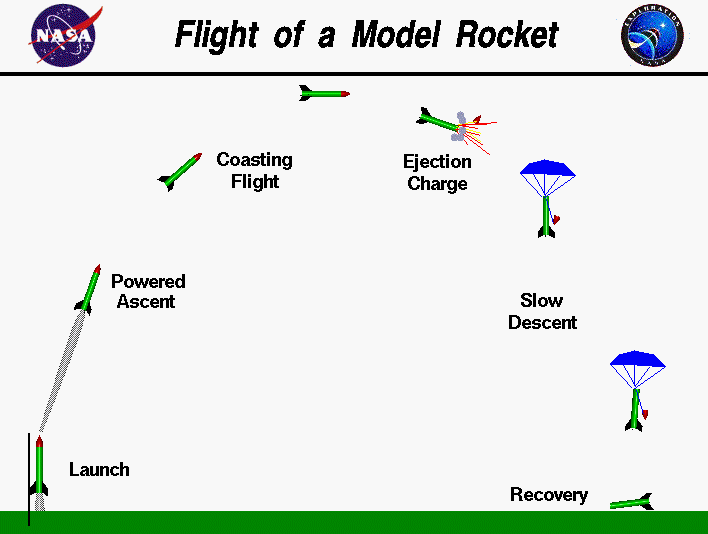 NASA
Flight of a Model Rocket
EXPLORATION
NASA
Coasting
Flight
Ejection
Charge
Powered
Ascent
Slow
Descent
Launch
Recovery